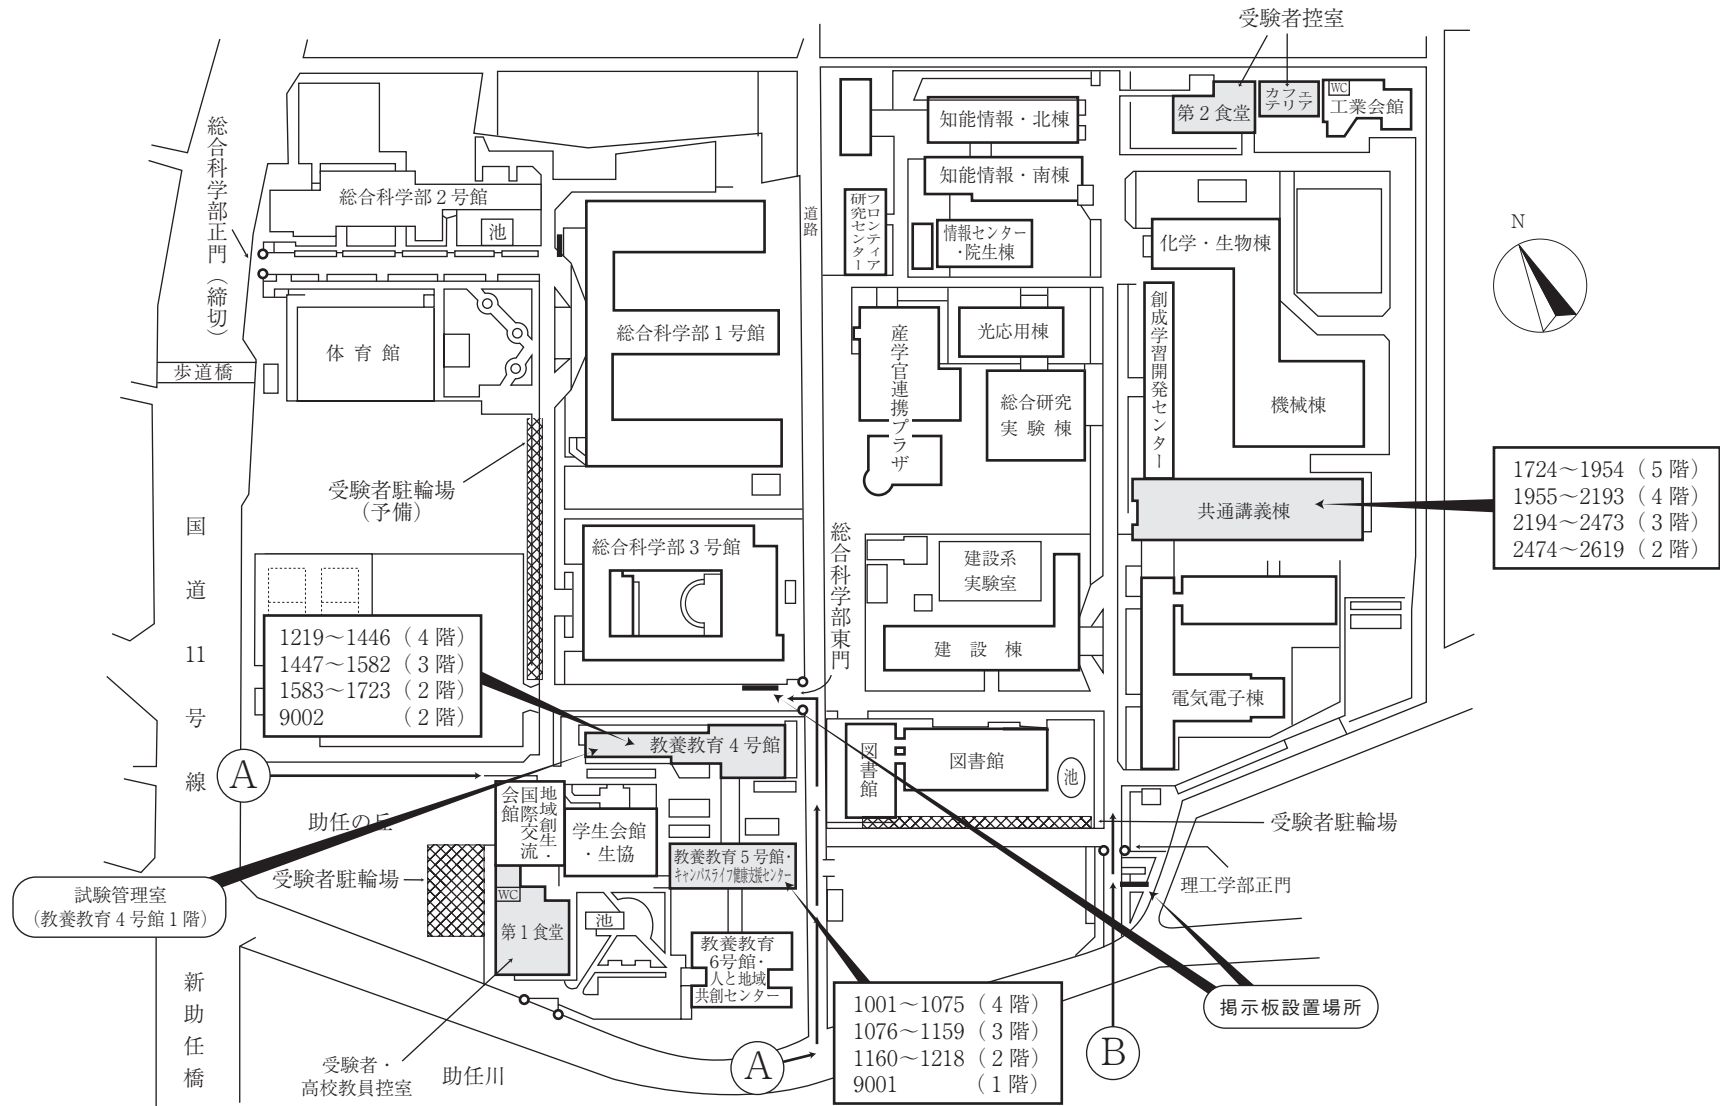 受験者控室
総合科学部正門（締切）
総合科学部２号館
池
道路
フロンティア
研究センター
知能情報・北棟
知能情報・南棟
情報センター
・院生棟
第２食堂
カフェ
テリア
WC
工業会館
N
化学・生物棟
創成学習開発センター
機械棟
総合科学部１号館
体育館
歩道橋
産学官連携プラザ
光応用棟
総合研究
実験棟
受験者駐輪場
（予備）
共通講義棟
1724～1954（５階）
1955～2193（４階）
2194～2473（３階）
2474～2619（２階）
国道11号線
総合科学部３号館
総合科学部東門
建設系
実験室
建設棟
電気電子棟
1219～1446（４階）
1447～1582（３階）
1583～1723（２階）
9002（２階）
教養教育４号館
図書館
図書館
池
A
助任の丘
地域創生・
国際交流
会館
学生会館
・生協
教養教育５号館・
キャンパスライフ健康支援センター
受験者駐輪場
理工学部正門
試験管理室
（教養教育４号館１階）
受験者駐輪場
WC
第１食堂
池
教養教育
６号館・
人と地域
共創センター
1001～1075（４階）
1076～1159（３階）
1160～1218（２階）
9001（１階）
掲示板設置場所
新助任橋
受験者・
高校教員控室
助任川
A
B